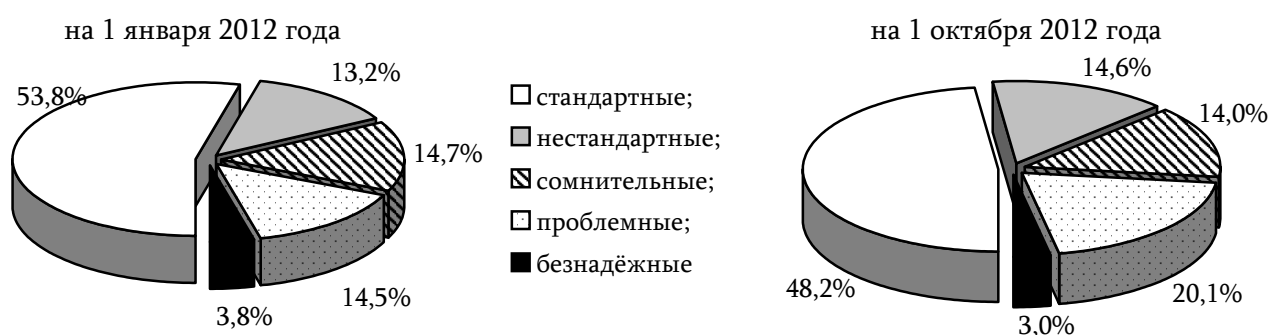 на 1 января 2012 года
53,8%
13,2%
14,7%
14,5%
3,8%
стандартные;
нестандартные;
сомнительные;
проблемные;
безнадёжные
на 1 октября 2012 года
14,6%
14,0%
48,2%
20,1%
3,0%